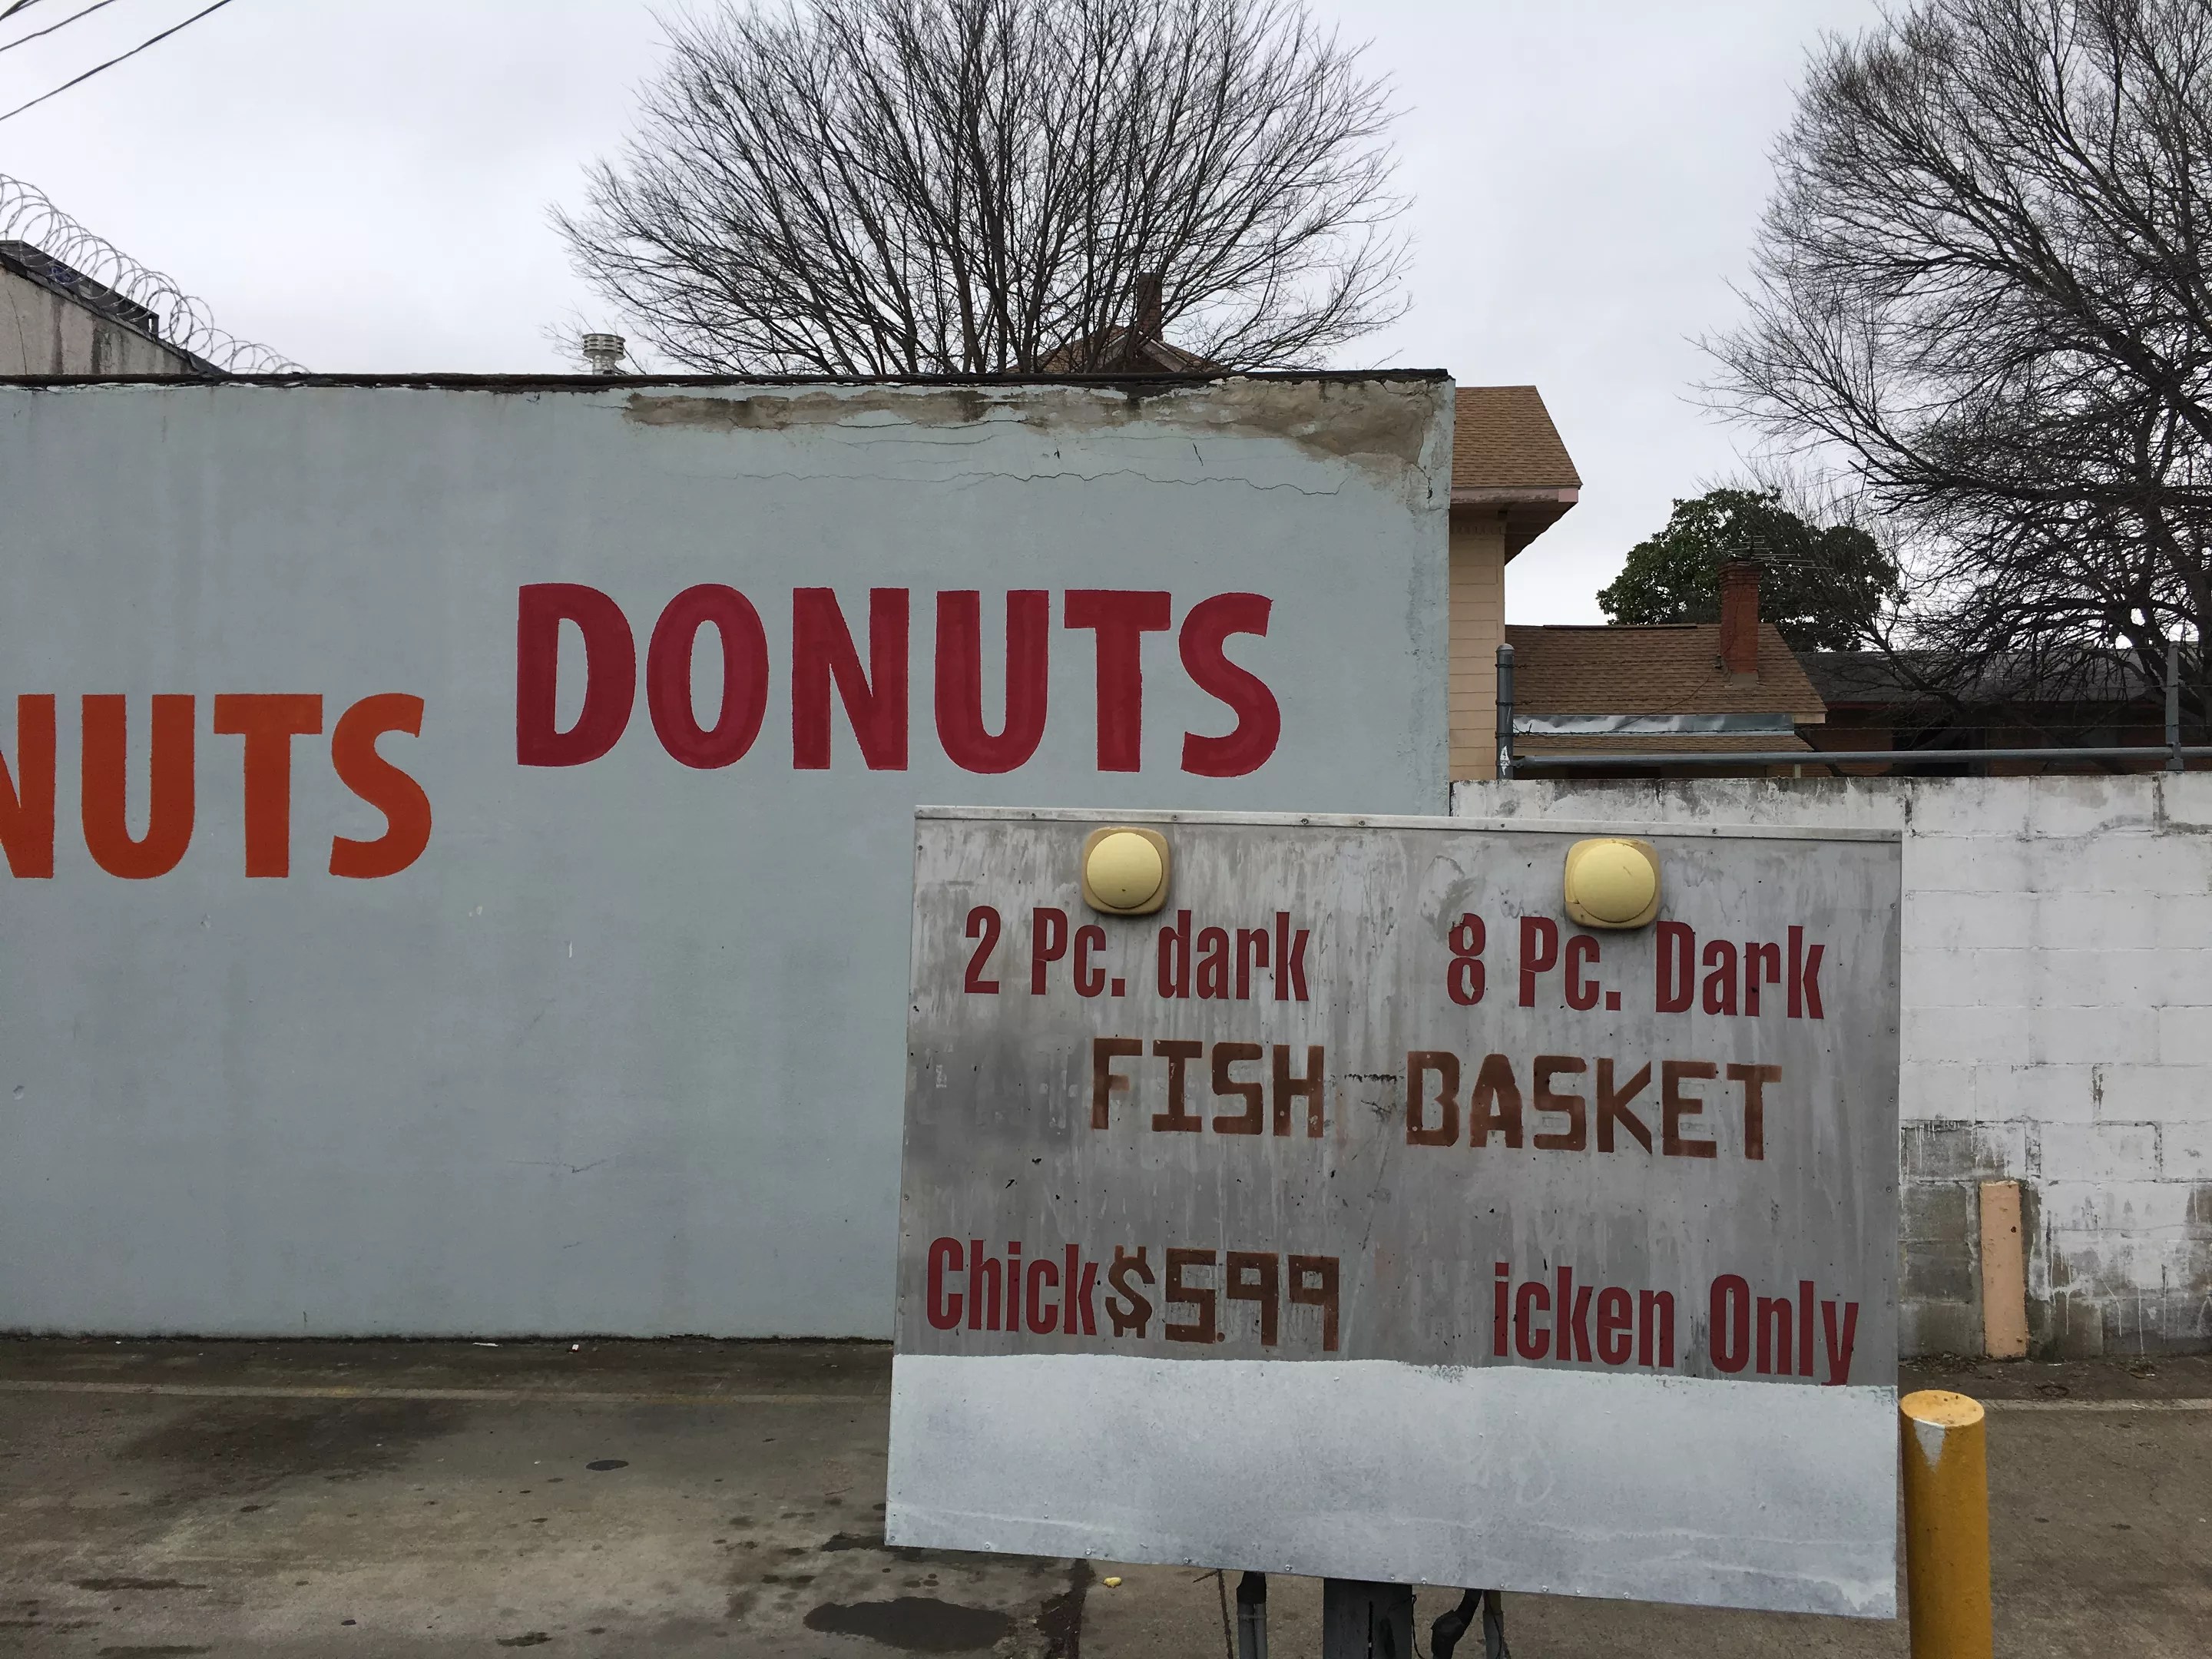 DONUTS
NUTS
2 Pc. dark 8 Pc. Dark
FISH BASKET
Chick$5.99 icken Only